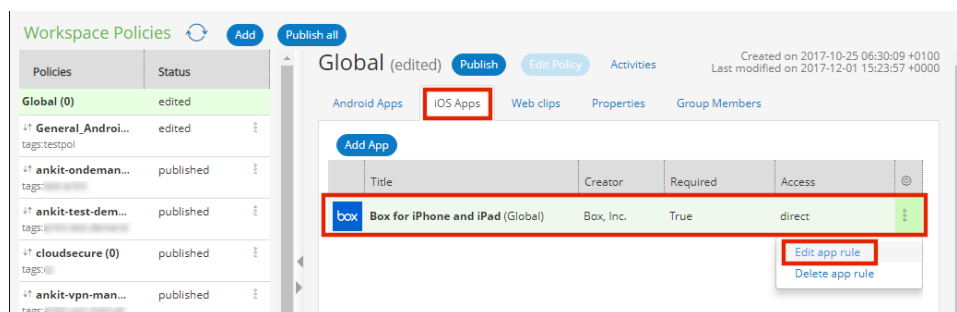 Workspace Policies Add Publish all
Policies Status
Global (0) edited
General_Androi... edited
tags:testpol
ankit-ondeman... published
tags:
ankit-test-dem... published
tags:
cloudsecure (0) published
tags:
ankit-vpn-man... published
tags:
Global (edited) Publish Edit Policy Activities
Created on 2017-10-25 06:30:09 +0100
Last modified on 2017-12-01 15:23:57 +0000
Android Apps iOS Apps Web clips Properties Group Members
Add App
Title Creator Required Access
box Box for iPhone and iPad (Global) Box, Inc. True direct
Edit app rule
Delete app rule